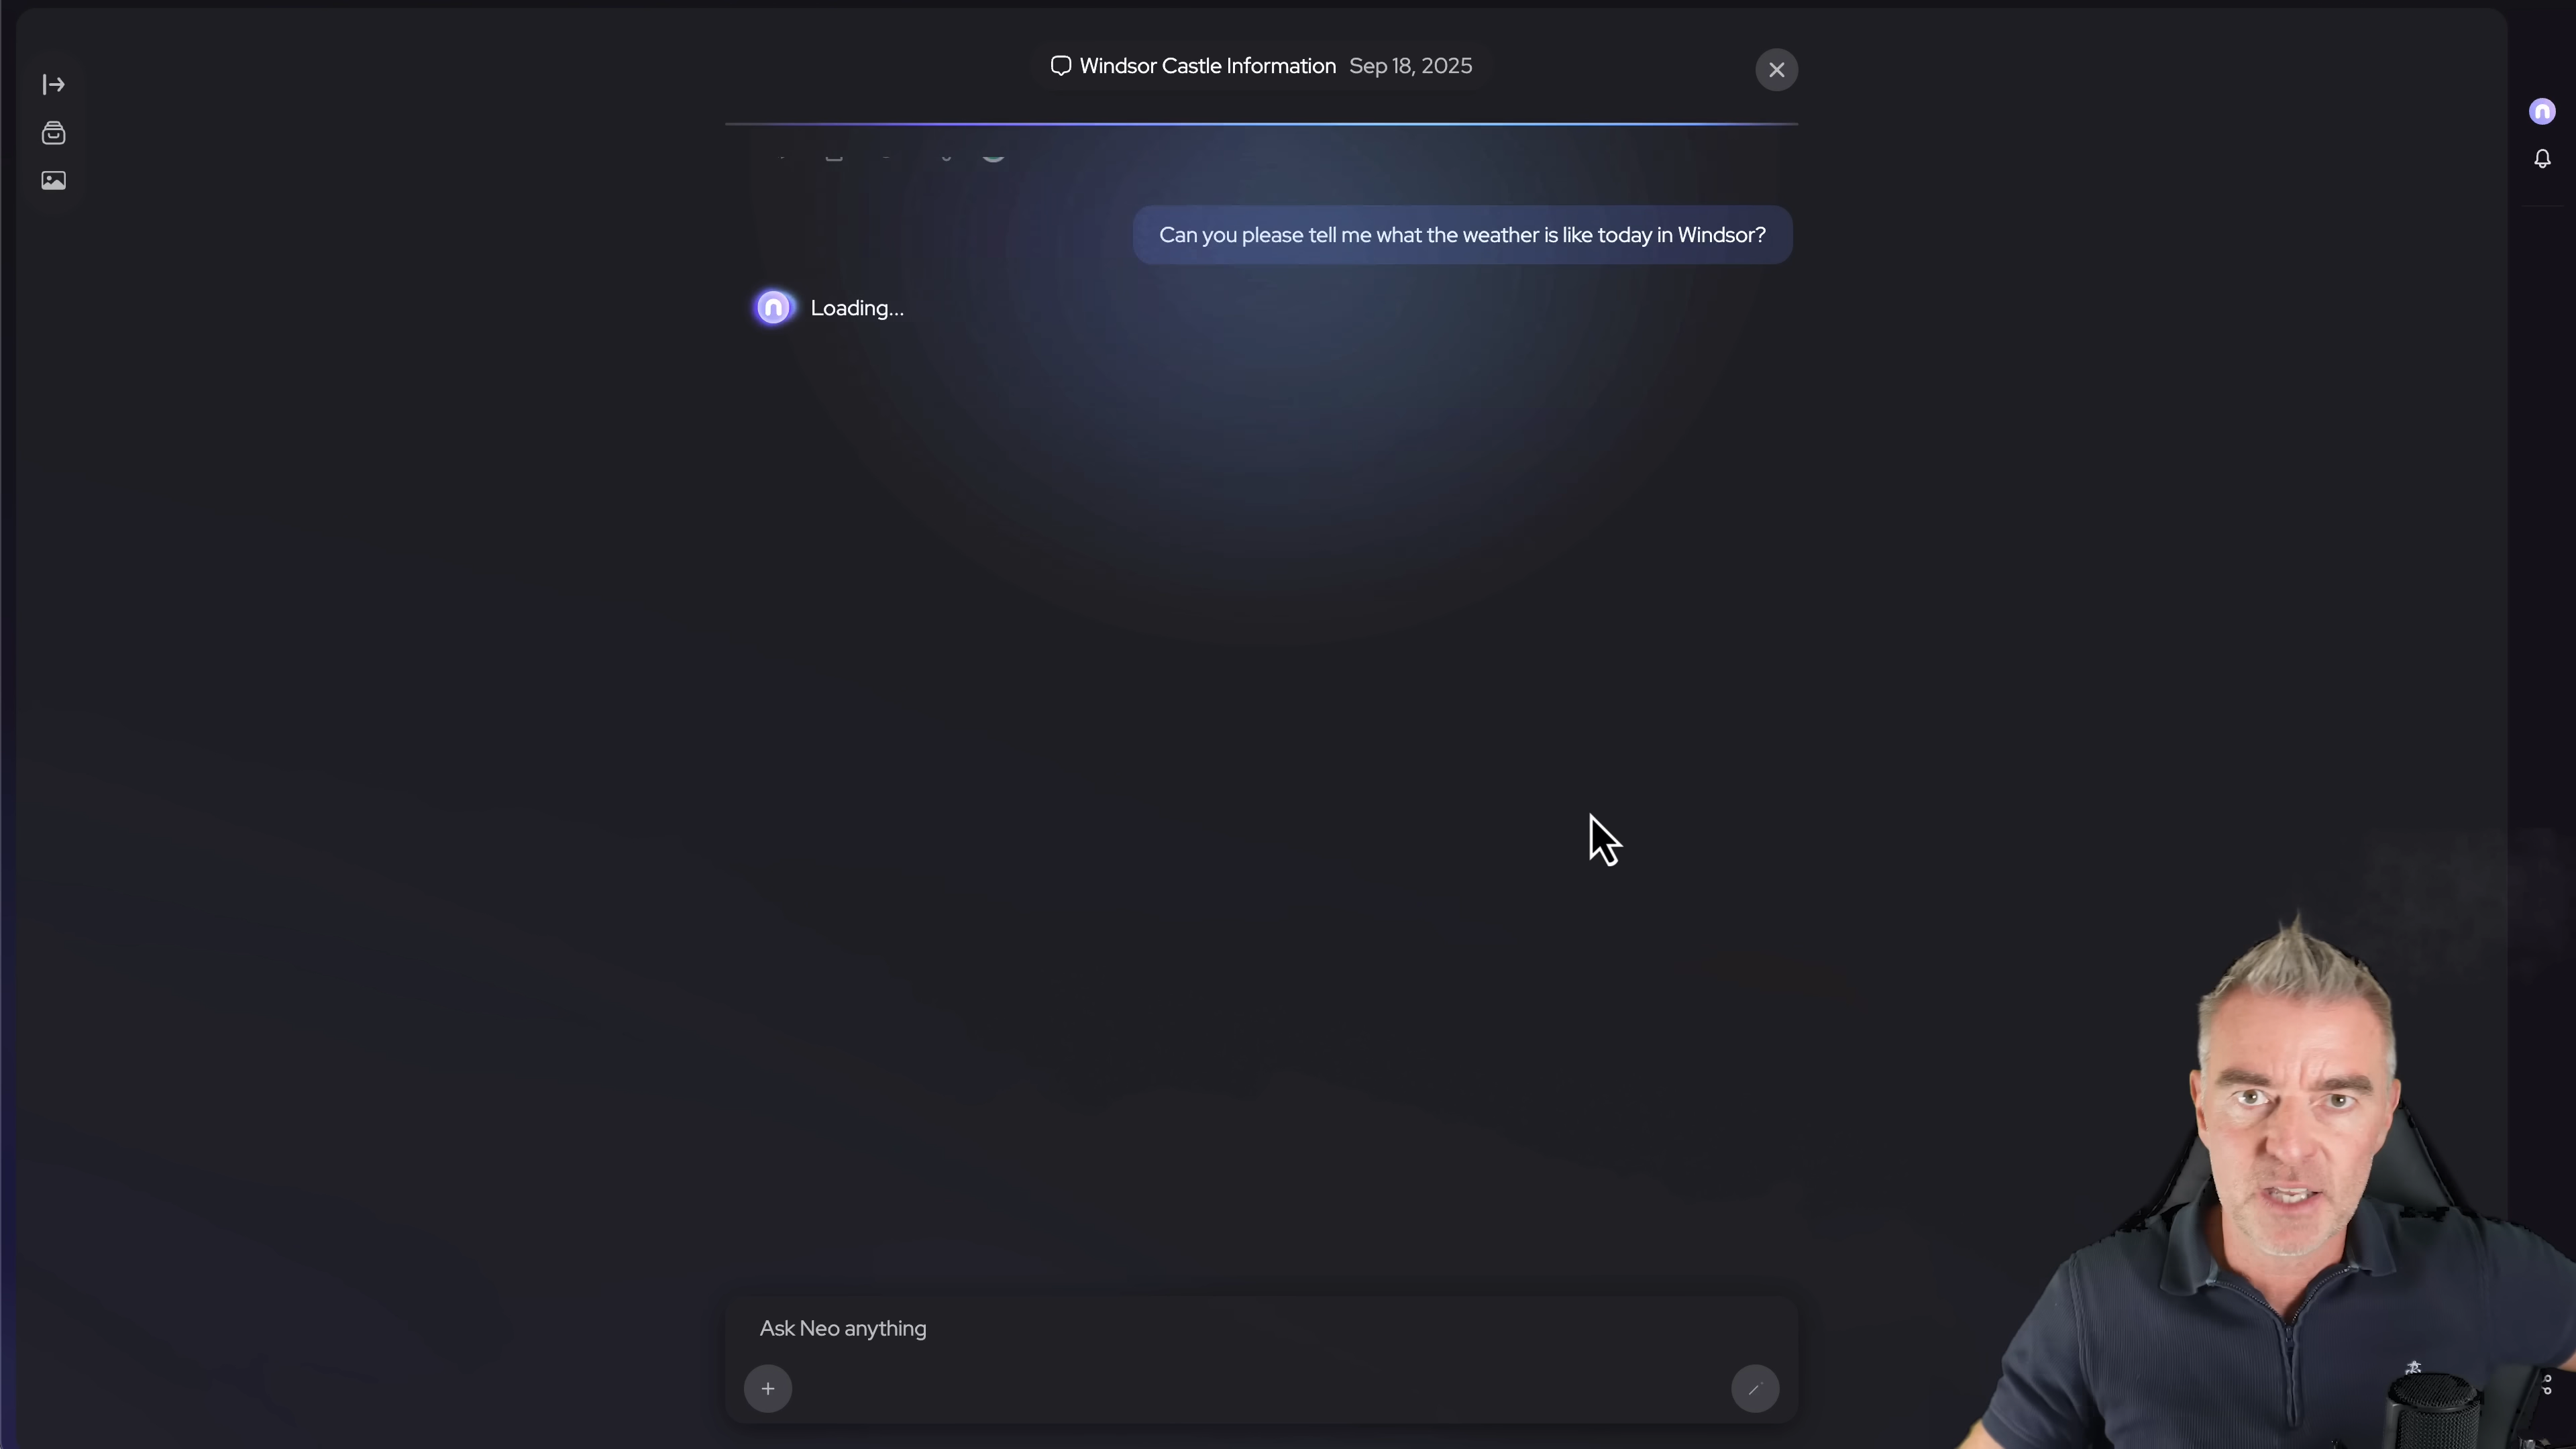 Windsor Castle Information Sep 18, 2025
Can you please tell me what the weather is like today in Windsor?
Loading...
Ask Neo anything